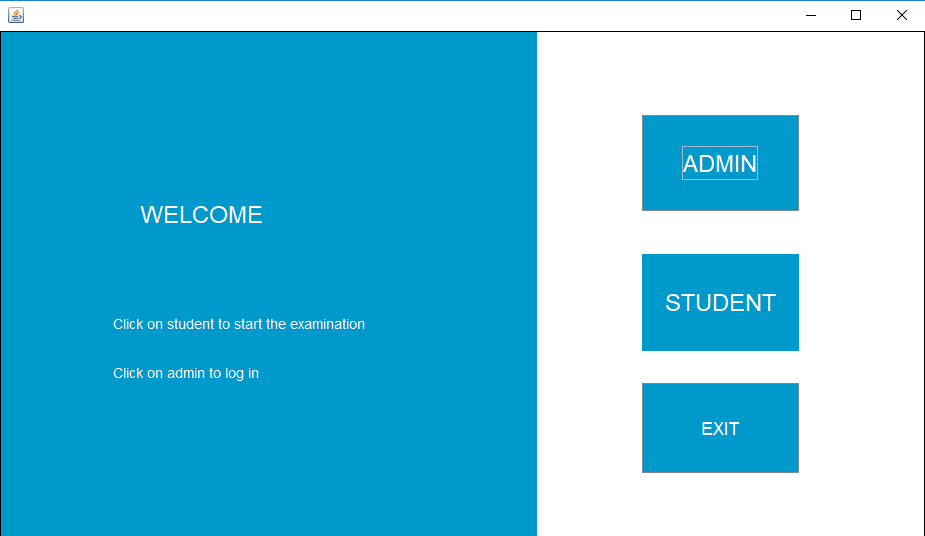 WELCOME
Click on student to start the examination
Click on admin to log in
ADMIN
STUDENT
EXIT